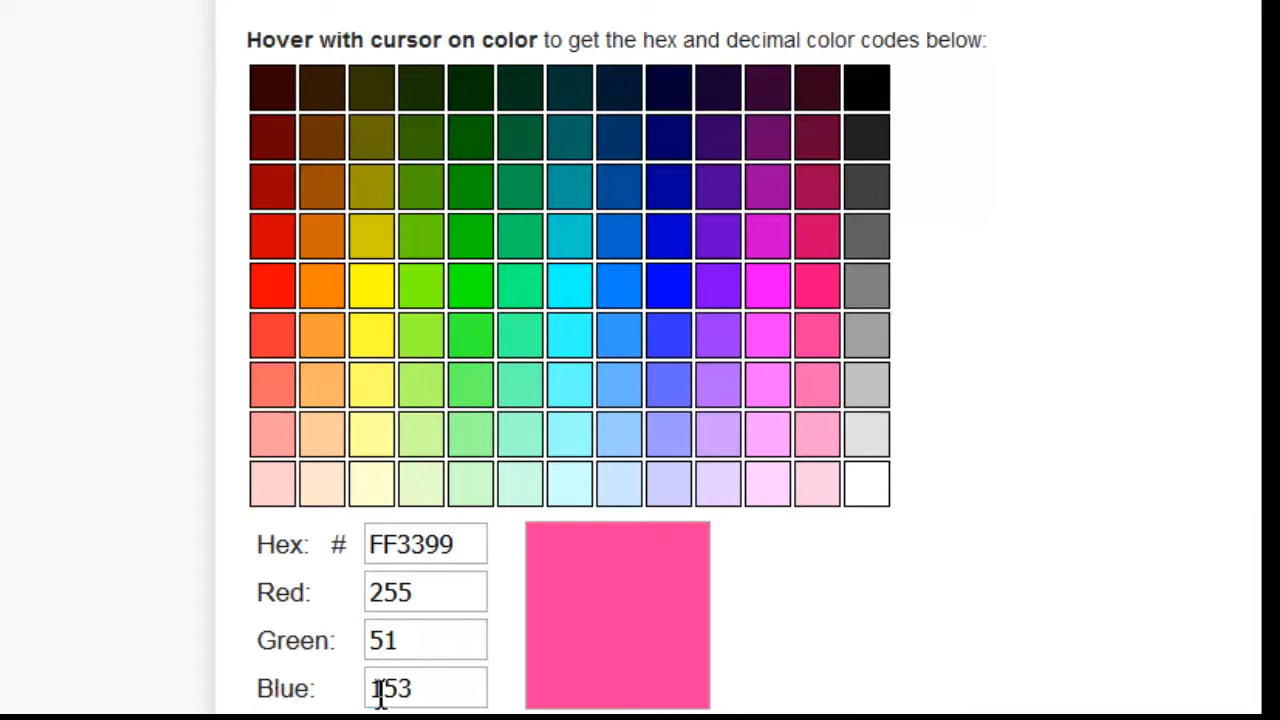 Hover with cursor on color to get the hex and decimal color codes below:
Hex: # FF3399
Red: 255
Green: 51
Blue: 153